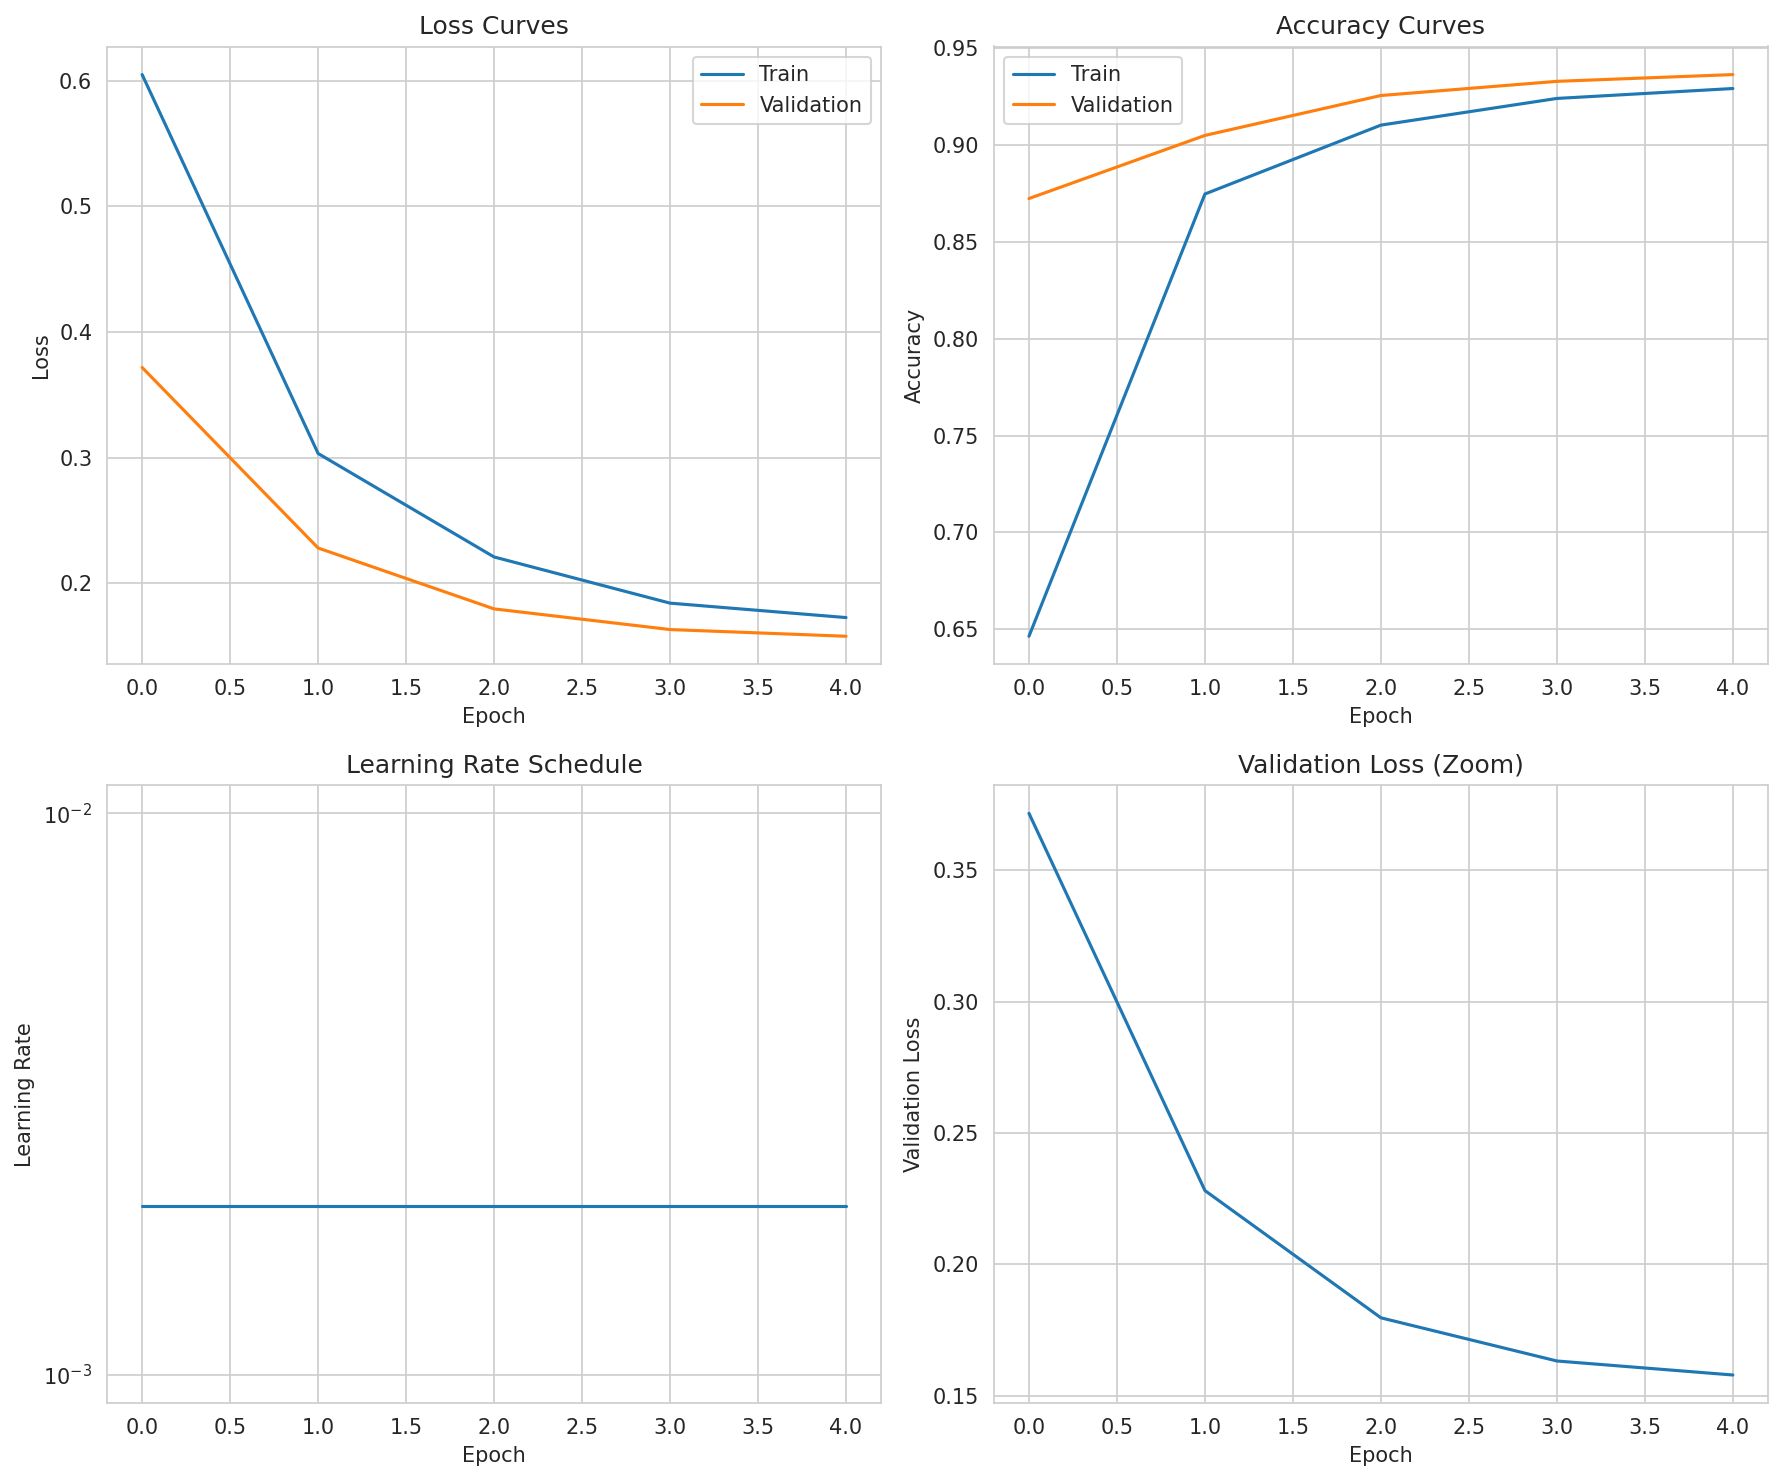 Loss Curves
Train
Validation
0.6
0.5
0.4
0.3
0.2
Loss
0.0 0.5 1.0 1.5 2.0 2.5 3.0 3.5 4.0
Epoch
Accuracy Curves
Train
Validation
0.95
0.90
0.85
0.80
0.75
0.70
0.65
Accuracy
0.0 0.5 1.0 1.5 2.0 2.5 3.0 3.5 4.0
Epoch
Learning Rate Schedule
10⁻²
10⁻³
Learning Rate
0.0 0.5 1.0 1.5 2.0 2.5 3.0 3.5 4.0
Epoch
Validation Loss (Zoom)
0.35
0.30
0.25
0.20
0.15
Validation Loss
0.0 0.5 1.0 1.5 2.0 2.5 3.0 3.5 4.0
Epoch